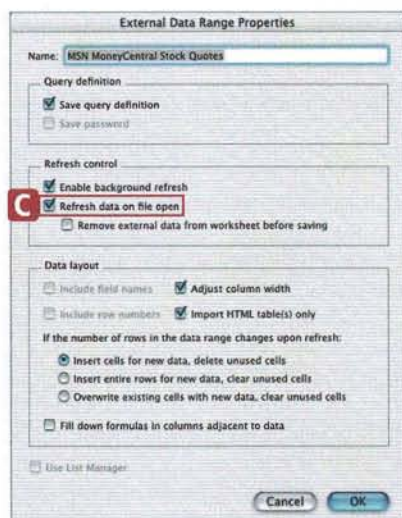 External Data Range Properties
Name: MSN MoneyCentral Stock Quotes
Query definition
Save query definition
Save password
Refresh control
Enable background refresh
C Refresh data on file open
Remove external data from worksheet before saving
Data layout
Include field names Adjust column width
Include row numbers Import HTML table(s) only
If the number of rows in the data range changes upon refresh:
Insert cells for new data, delete unused cells
Insert entire rows for new data, clear unused cells
Overwrite existing cells with new data, clear unused cells
Fill down formulas in columns adjacent to data
Use List Manager
Cancel OK